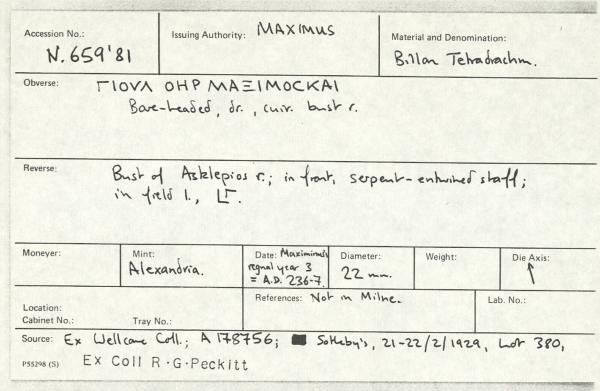 Accession No.: N.659'81
Issuing Authority: MAXIMUS
Material and Denomination: Billon Tetradrachm.
Obverse: ΓΙΟVΛ ΟΗΡ ΜΑΞΙΜΟCΚΑΙ
Bare-headed, dr., cuir. bust r.
Reverse: Bust of Asklepios r.; in front, serpent-entwined staff;
in field l., LΓ.
Moneyer:
Mint: Alexandria.
Date: Maximinus
regnal year 3
= A.D. 236-7.
Diameter: 22 mm.
Weight:
Die Axis: ↑
Location:
Cabinet No.: Tray No.:
References: Not in Milne.
Lab. No.:
Source: Ex Wellcome Coll.; A 178756; Sotheby's, 21-22/2/1929, Lot 380,
P55298 (S) Ex Coll R.G.Peckitt